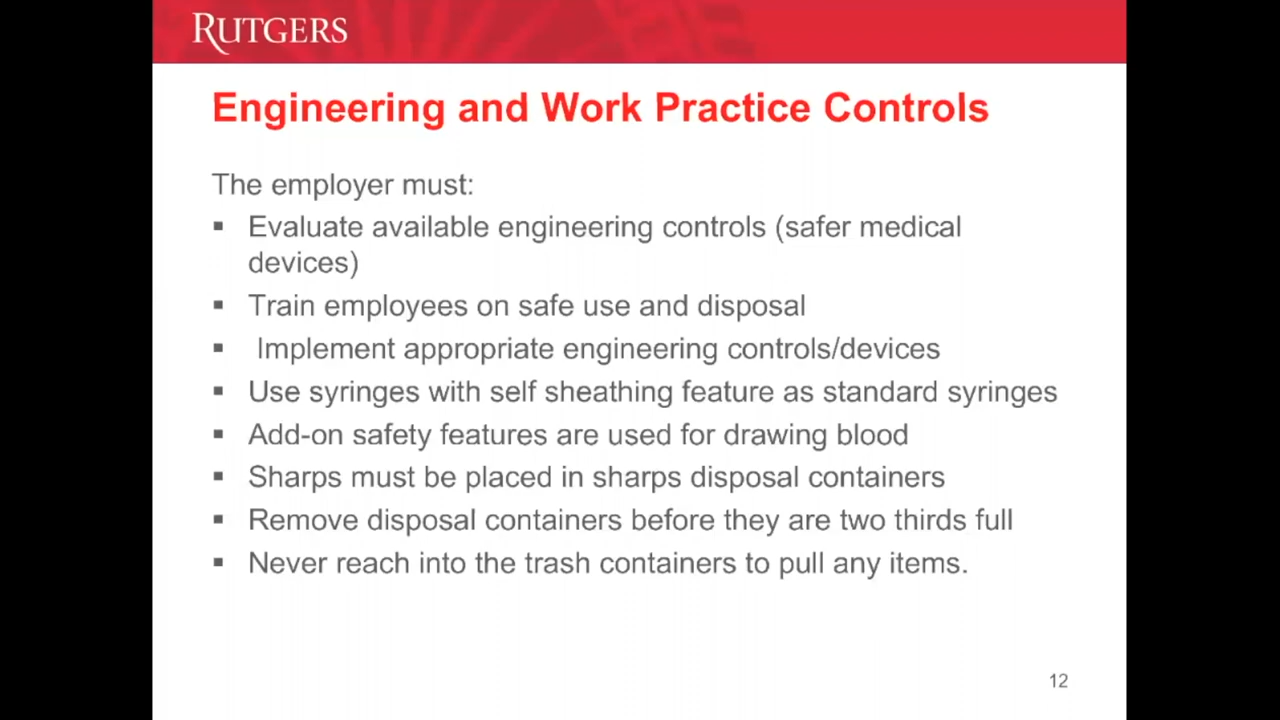 RUTGERS
Engineering and Work Practice Controls
The employer must:
▪ Evaluate available engineering controls (safer medical
devices)
▪ Train employees on safe use and disposal
▪ Implement appropriate engineering controls/devices
▪ Use syringes with self sheathing feature as standard syringes
▪ Add-on safety features are used for drawing blood
▪ Sharps must be placed in sharps disposal containers
▪ Remove disposal containers before they are two thirds full
▪ Never reach into the trash containers to pull any items.
12